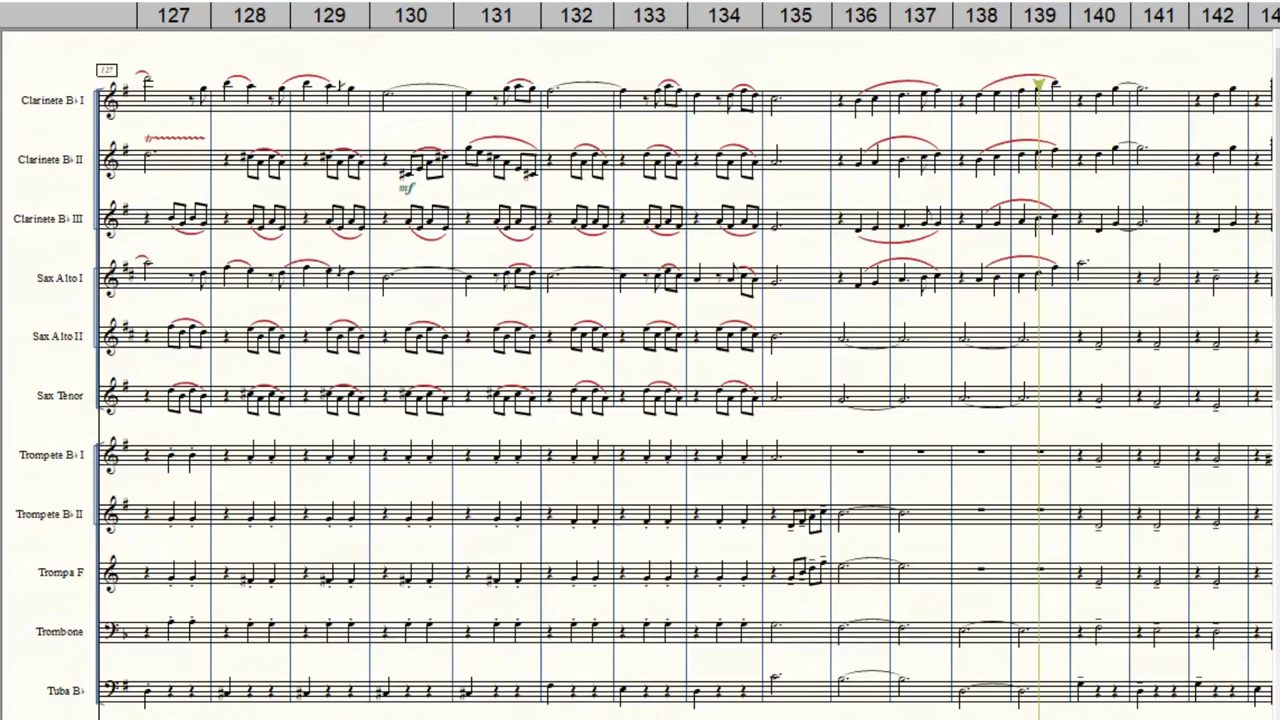 127 128 129 130 131 132 133 134 135 136 137 138 139 140 141 142 14
127
Clarinete B♭ I
Clarinete B♭ II
mf
Clarinete B♭ III
Sax Alto I
Sax Alto II
Sax Tenor
Trompete B♭ I
Trompete B♭ II
Trompa F
Trombone
Tuba B♭